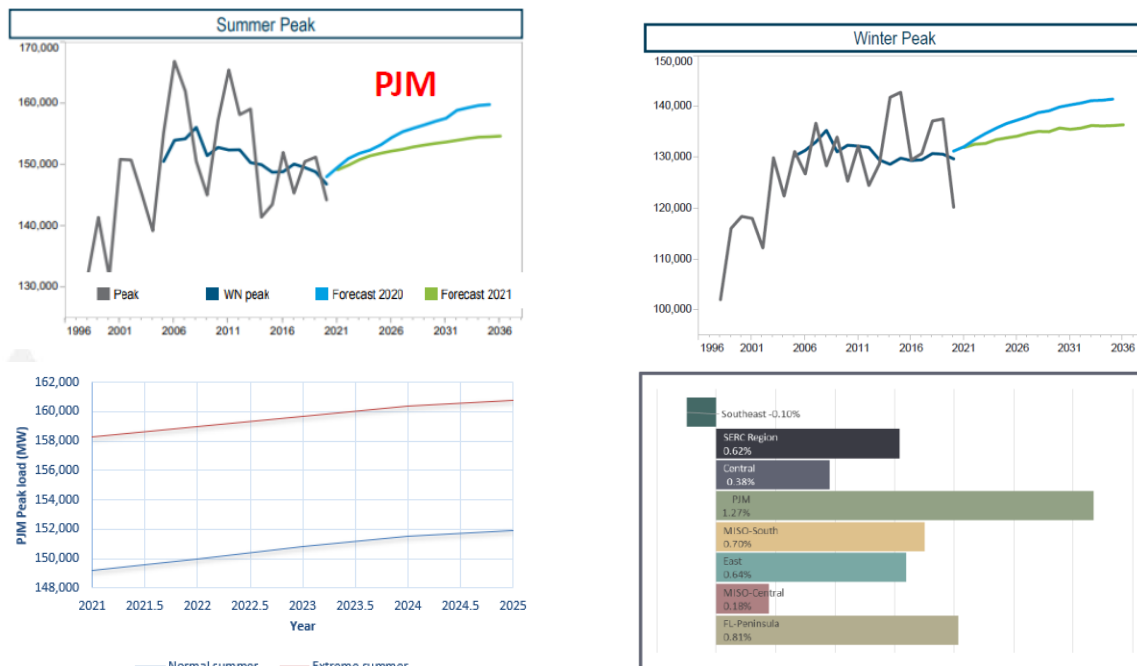 Summer Peak
170,000
160,000
150,000
140,000
130,000
PJM
Peak
WN peak
Forecast 2020
Forecast 2021
1996 2001 2006 2011 2016 2021 2026 2031 2036
Winter Peak
150,000
140,000
130,000
120,000
110,000
100,000
1996 2001 2006 2011 2016 2021 2026 2031 2036
162,000
160,000
158,000
156,000
154,000
152,000
150,000
148,000
PJM Peak load (MW)
2021 2021.5 2022 2022.5 2023 2023.5 2024 2024.5 2025
Year
Normal summer Extreme summer
Southeast -0.10%
SERC Region
0.62%
Central
0.38%
PJM
1.27%
MISO-South
0.70%
East
0.64%
MISO-Central
0.18%
FL-Peninsula
0.81%